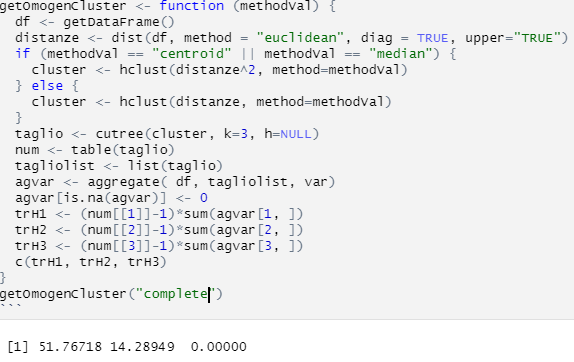 getOmogenCluster <- function (methodVal) {
  df <- getDataFrame()
  distanze <- dist(df, method = "euclidean", diag = TRUE, upper="TRUE")
  if (methodVal == "centroid" || methodVal == "median") {
    cluster <- hclust(distanze^2, method=methodVal)
  } else {
    cluster <- hclust(distanze, method=methodVal)
  }
  taglio <- cutree(cluster, k=3, h=NULL)
  num <- table(taglio)
  tagliolist <- list(taglio)
  agvar <- aggregate( df, tagliolist, var)
  agvar[is.na(agvar)] <- 0
  trH1 <- (num[[1]]-1)*sum(agvar[1, ])
  trH2 <- (num[[2]]-1)*sum(agvar[2, ])
  trH3 <- (num[[3]]-1)*sum(agvar[3, ])
  c(trH1, trH2, trH3)
}
getOmogenCluster("complete")
```
[1] 51.76718 14.28949  0.00000